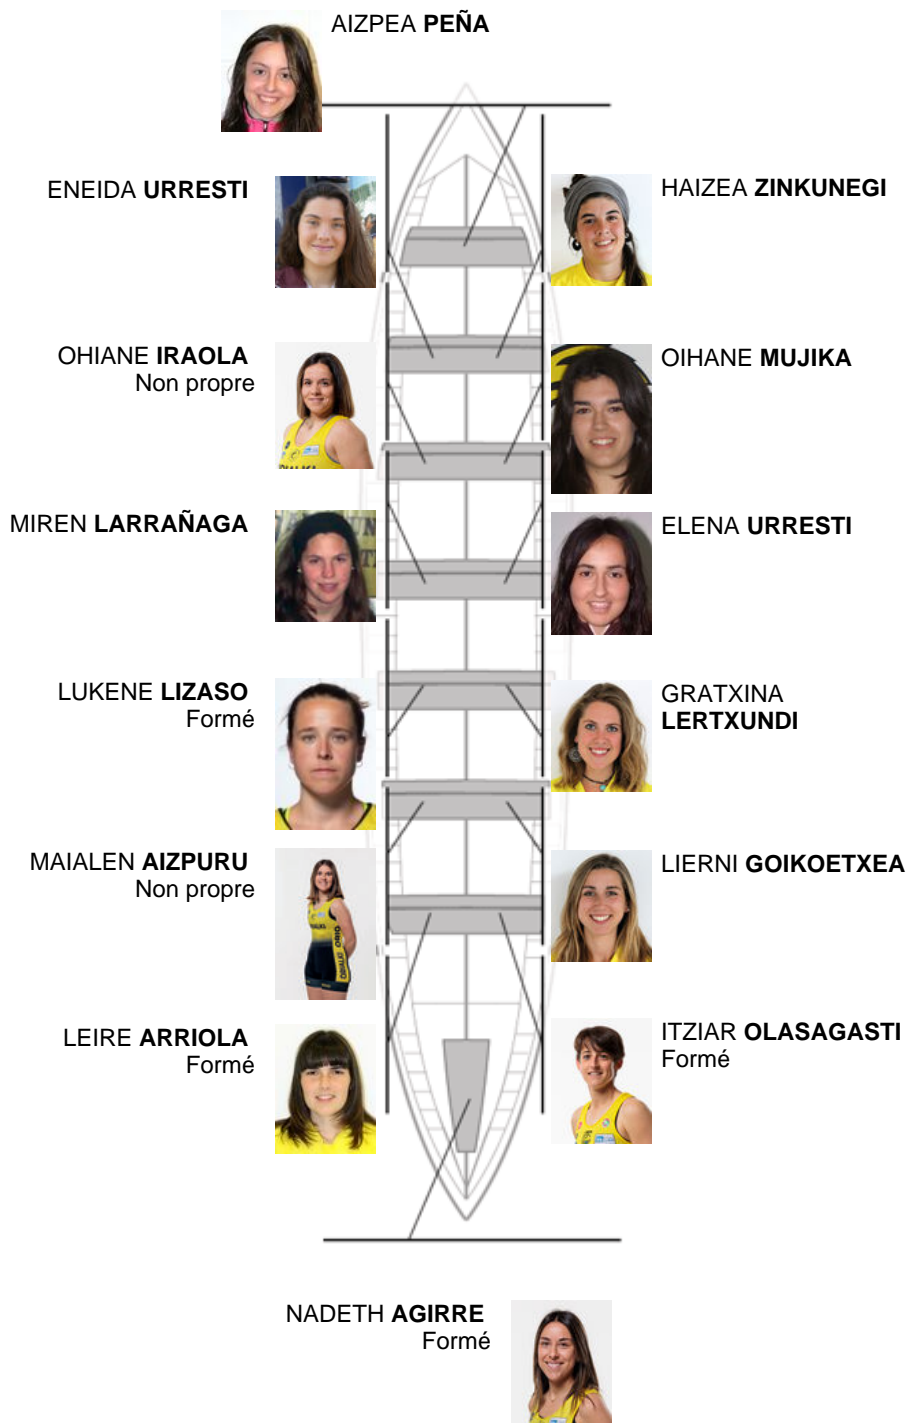 AIZPEA PEÑA
ENEIDA URRESTI
HAIZEA ZINKUNEGI
OHIANE IRAOLA
Non propre
OIHANE MUJIKA
MIREN LARRAÑAGA
ELENA URRESTI
LUKENE LIZASO
Formé
GRATXINA
LERTXUNDI
MAIALEN AIZPURU
Non propre
LIERNI GOIKOETXEA
LEIRE ARRIOLA
Formé
ITZIAR OLASAGASTI
Formé
NADETH AGIRRE
Formé